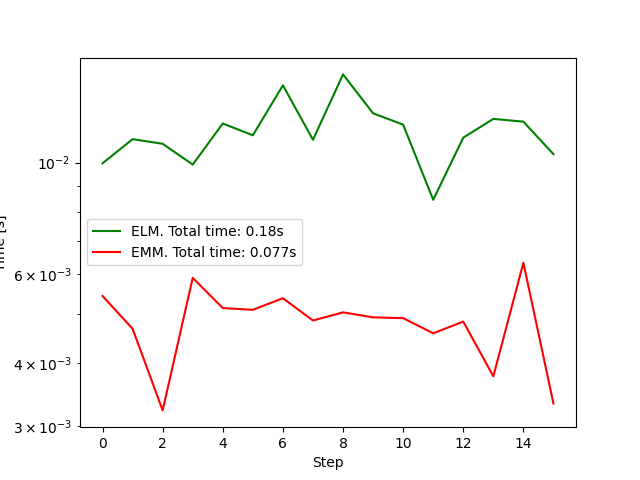 10⁻²
6 × 10⁻³
4 × 10⁻³
3 × 10⁻³
ELM. Total time: 0.18s
EMM. Total time: 0.077s
0 2 4 6 8 10 12 14
Step